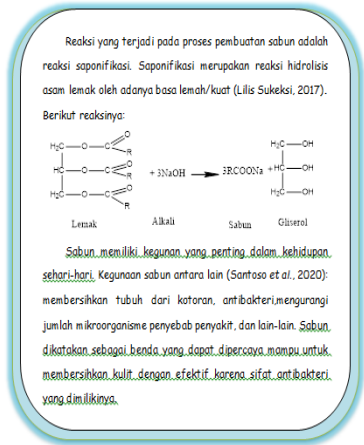 Reaksi yang terjadi pada proses pembuatan sabun adalah
reaksi saponifikasi. Saponifikasi merupakan reaksi hidrolisis
asam lemak oleh adanya basa lemah/kuat (Lilis Sukeksi, 2017).
Berikut reaksinya:
H₂C—O—C O R
HC—O—C O R + 3NaOH → 3RCOONa + HC—OH
H₂C—O—C O R
H₂C—OH
H₂C—OH
Lemak Alkali Sabun Gliserol
Sabun memiliki kegunan yang penting dalam kehidupan
sehari-hari. Kegunaan sabun antara lain (Santoso et al., 2020):
membersihkan tubuh dari kotoran, antibakteri,mengurangi
jumlah mikroorganisme penyebab penyakit, dan lain-lain. Sabun
dikatakan sebagai benda yang dapat dipercaya mampu untuk
membersihkan kulit dengan efektif karena sifat antibakteri
yang dimilikinya.